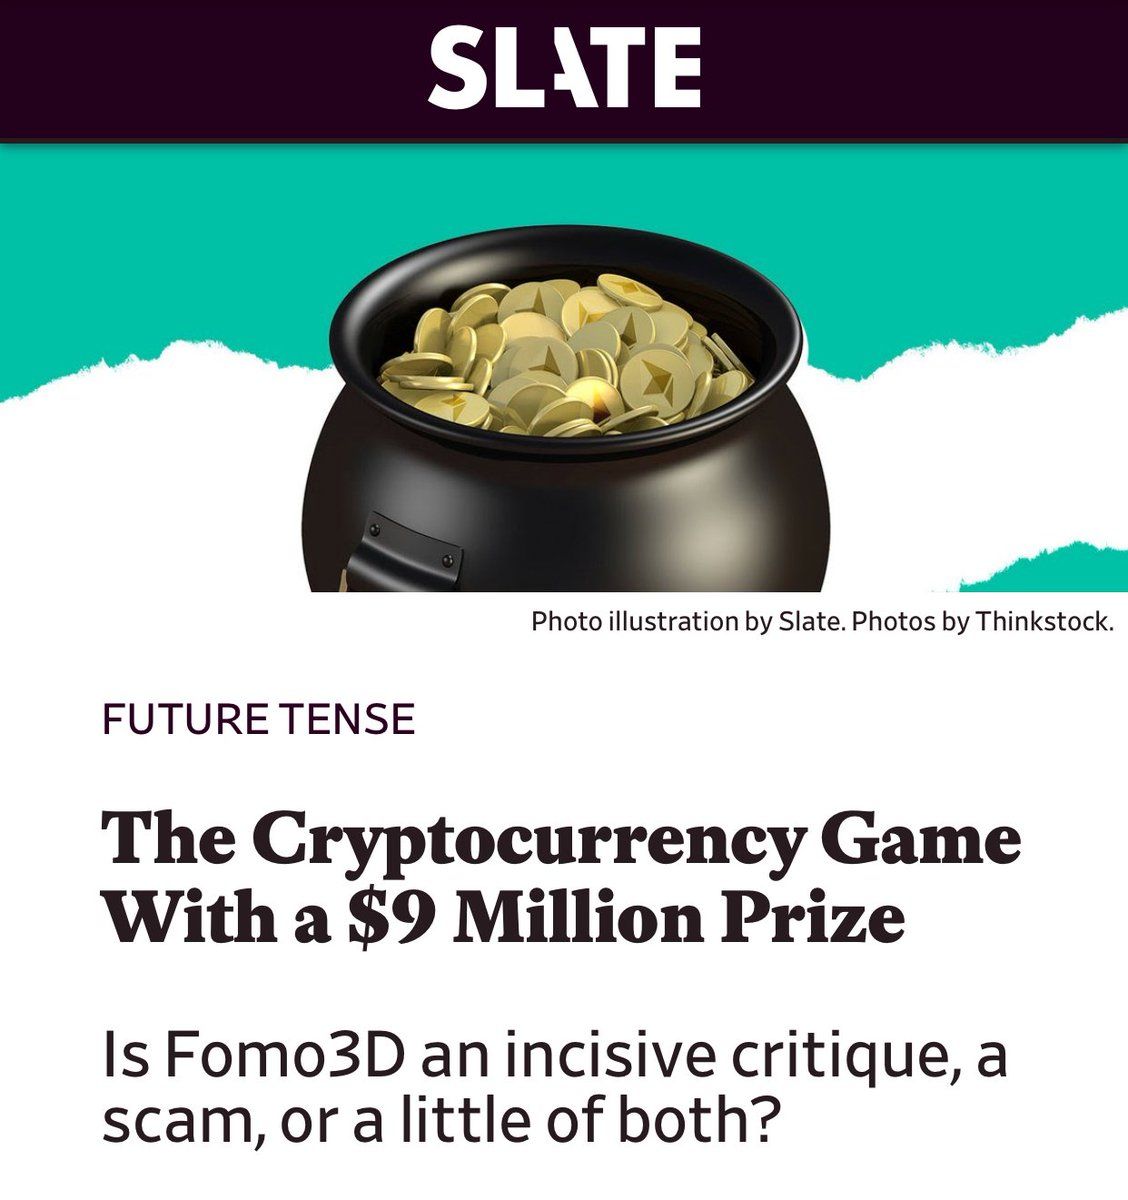 SLATE
Photo illustration by Slate. Photos by Thinkstock.
FUTURE TENSE
The Cryptocurrency Game
With a $9 Million Prize
Is Fomo3D an incisive critique, a
scam, or a little of both?